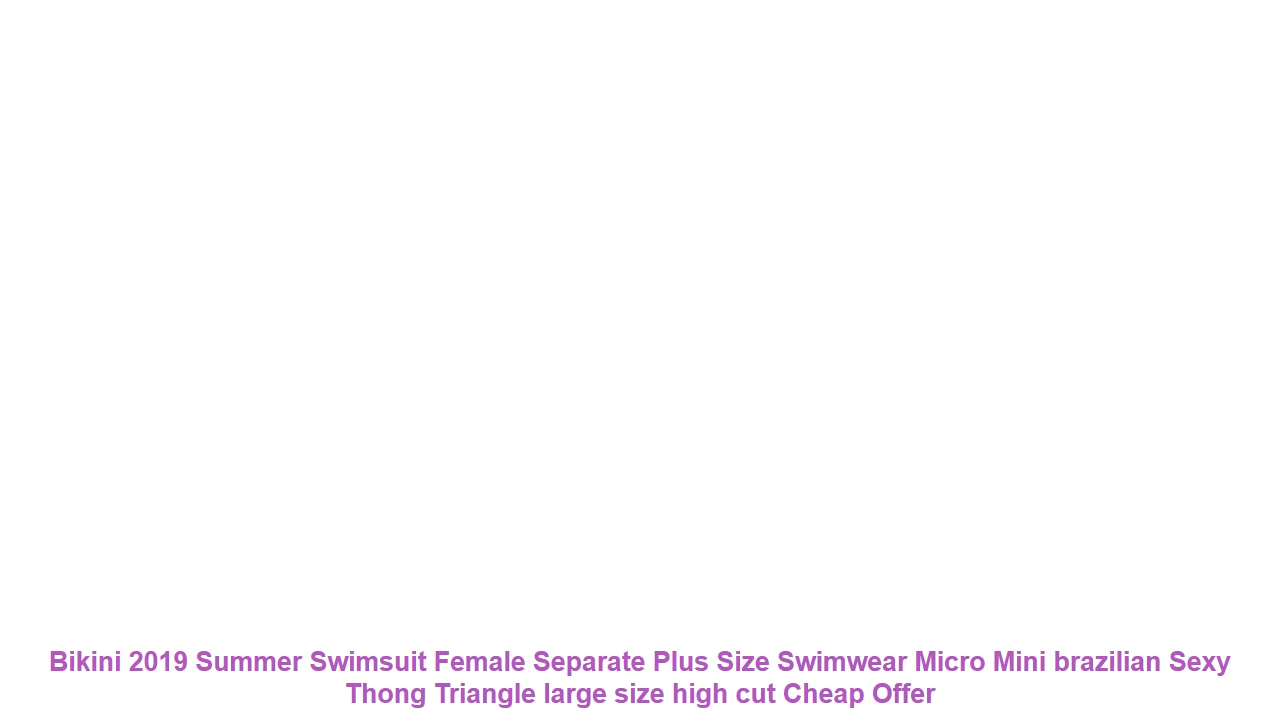 Bikini 2019 Summer Swimsuit Female Separate Plus Size Swimwear Micro Mini brazilian Sexy
Thong Triangle large size high cut Cheap Offer